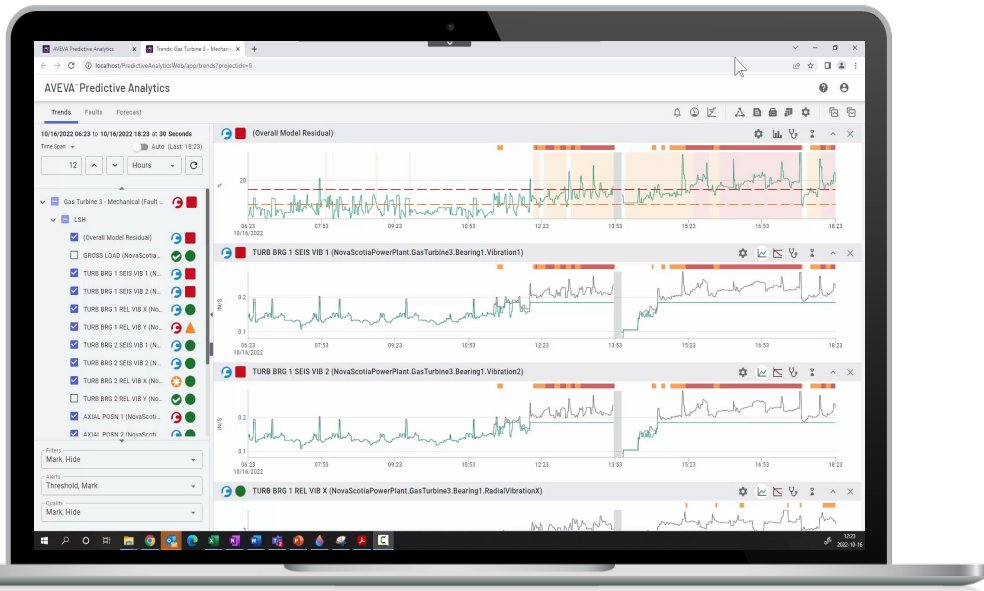 AVEVA Predictive Analytics
Trends: Gas Turbine 3 – Mechani...
localhost/PredictiveAnalyticsWeb/app/trends?projectids=5
AVEVA™ Predictive Analytics
Trends Faults Forecast
10/16/2022 06:23 to 10/16/2022 18:23 at 30 Seconds
Time Span Auto (Last: 18:23)
12 Hours
Gas Turbine 3 - Mechanical (Fault ...
LSH
(Overall Model Residual)
GROSS LOAD (NovaScotia...
TURB BRG 1 SEIS VIB 1 (N...
TURB BRG 1 SEIS VIB 2 (N...
TURB BRG 1 REL VIB X (No...
TURB BRG 1 REL VIB Y (No...
TURB BRG 2 SEIS VIB 1 (N...
TURB BRG 2 SEIS VIB 2 (N...
TURB BRG 2 REL VIB X (No...
TURB BRG 2 REL VIB Y (No...
AXIAL POSN 1 (NovaScoti...
AXIAL POSN 2 (NovaScoti...
Filters
Mark, Hide
Alerts
Threshold, Mark
Quality
Mark, Hide
(Overall Model Residual)
%
20
06:23 07:53 09:23 10:53 12:23 13:53 15:23 16:53 18:23
10/16/2022
TURB BRG 1 SEIS VIB 1 (NovaScotiaPowerPlant.GasTurbine3.Bearing1.Vibration1)
IN/S
0.2
0.1
06:23 07:53 09:23 10:53 12:23 13:53 15:23 16:53 18:23
10/16/2022
TURB BRG 1 SEIS VIB 2 (NovaScotiaPowerPlant.GasTurbine3.Bearing1.Vibration2)
IN/S
0.2
0.1
06:23 07:53 09:23 10:53 12:23 13:53 15:23 16:53 18:23
10/16/2022
TURB BRG 1 REL VIB X (NovaScotiaPowerPlant.GasTurbine3.Bearing1.RadialVibrationX)
12:23
2022-10-16